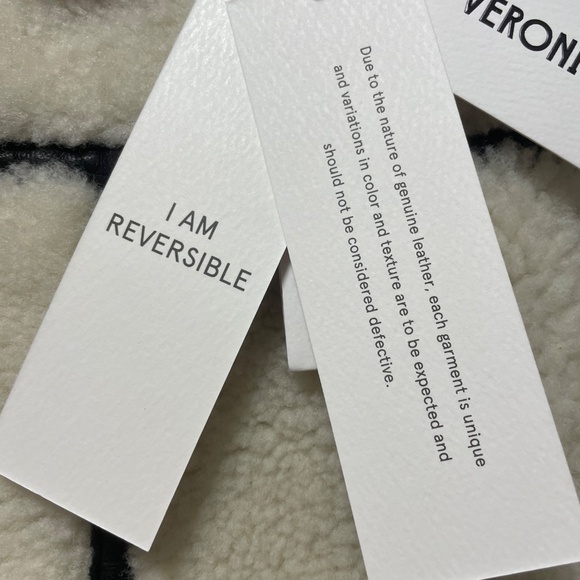 I AM
REVERSIBLE
Due to the nature of genuine leather, each garment is unique
and variations in color and texture are to be expected and
should not be considered defective.